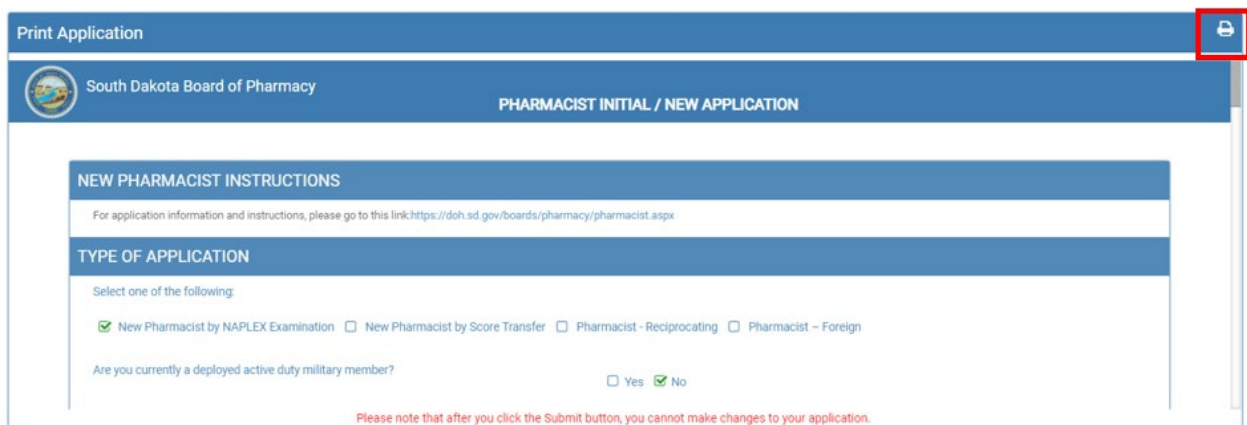 Print Application
South Dakota Board of Pharmacy
PHARMACIST INITIAL / NEW APPLICATION
NEW PHARMACIST INSTRUCTIONS
For application information and instructions, please go to this link:https://doh.sd.gov/boards/pharmacy/pharmacist.aspx
TYPE OF APPLICATION
Select one of the following:
New Pharmacist by NAPLEX Examination New Pharmacist by Score Transfer Pharmacist - Reciprocating Pharmacist – Foreign
Are you currently a deployed active duty military member? Yes No
Please note that after you click the Submit button, you cannot make changes to your application.